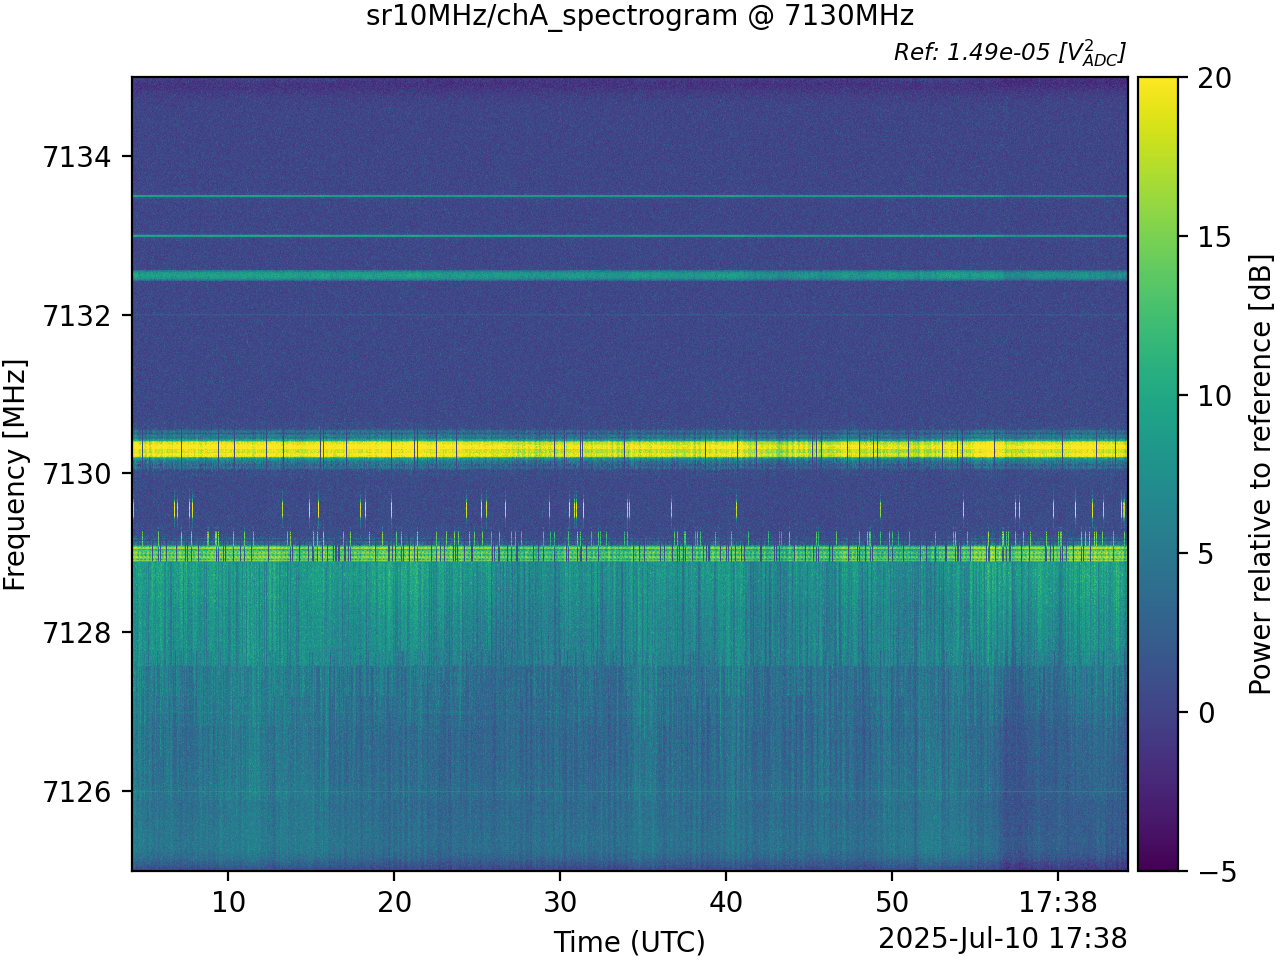 sr10MHz/chA_spectrogram @ 7130MHz
Ref: 1.49e-05 [V²ADC]
7134
7132
7130
7128
7126
Frequency [MHz]
10
20
30
40
50
17:38
Time (UTC)
2025-Jul-10 17:38
20
15
10
5
0
−5
Power relative to reference [dB]